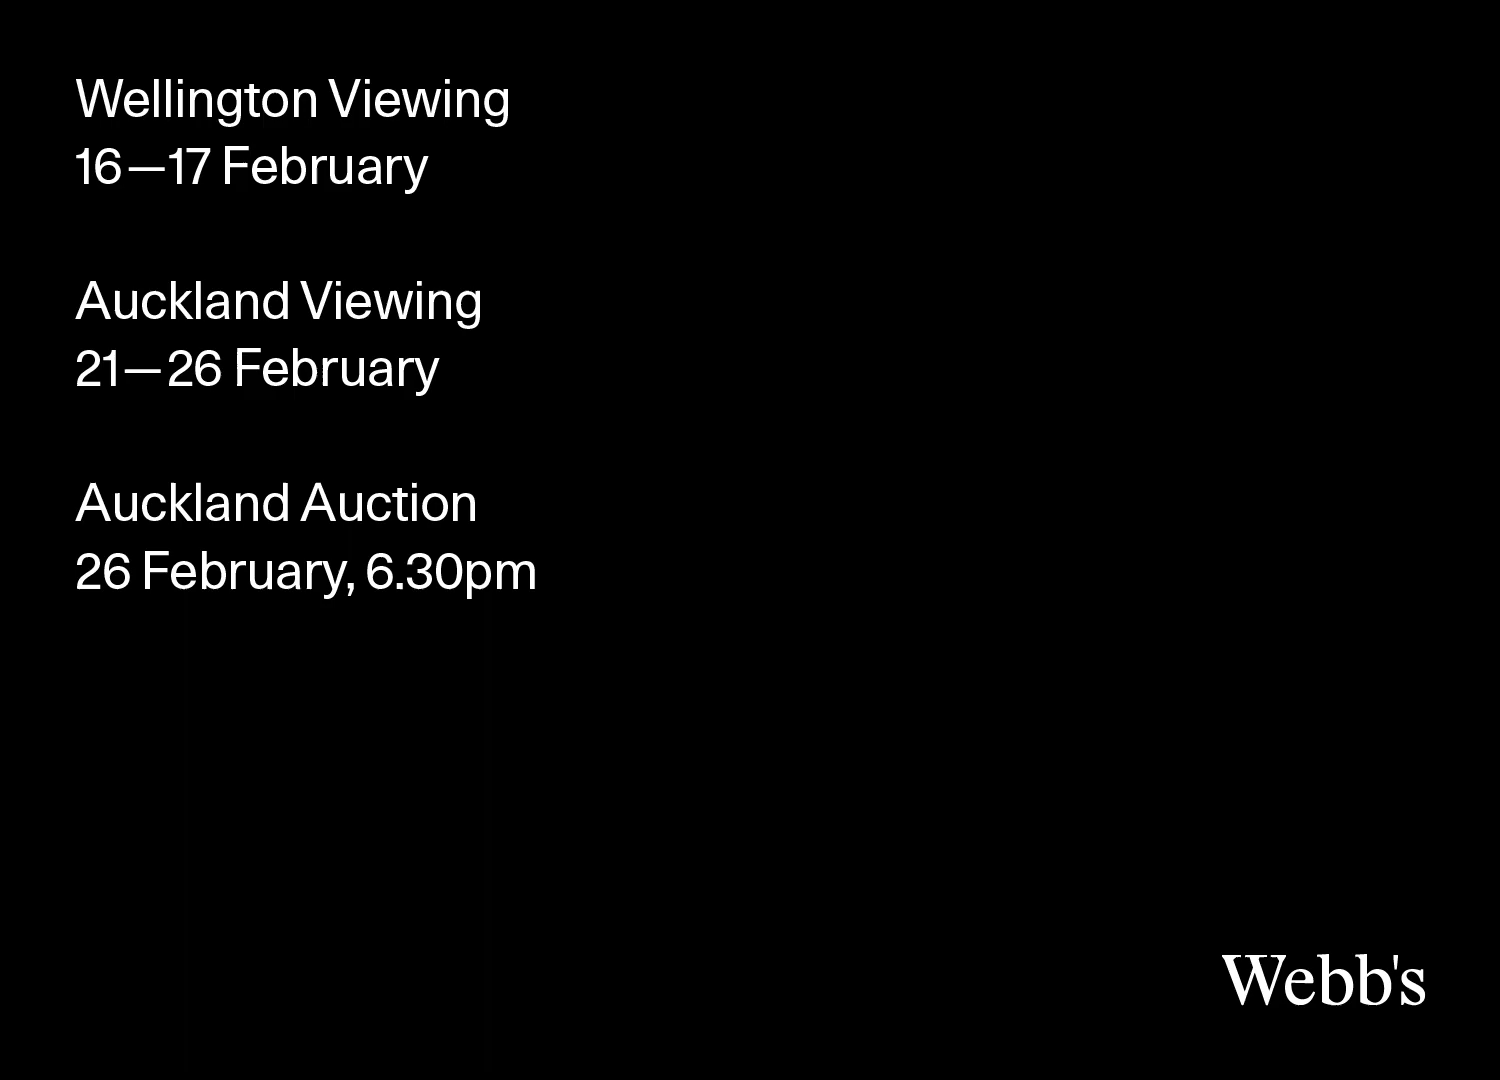 Wellington Viewing
16—17 February
Auckland Viewing
21—26 February
Auckland Auction
26 February, 6.30pm
Webb's